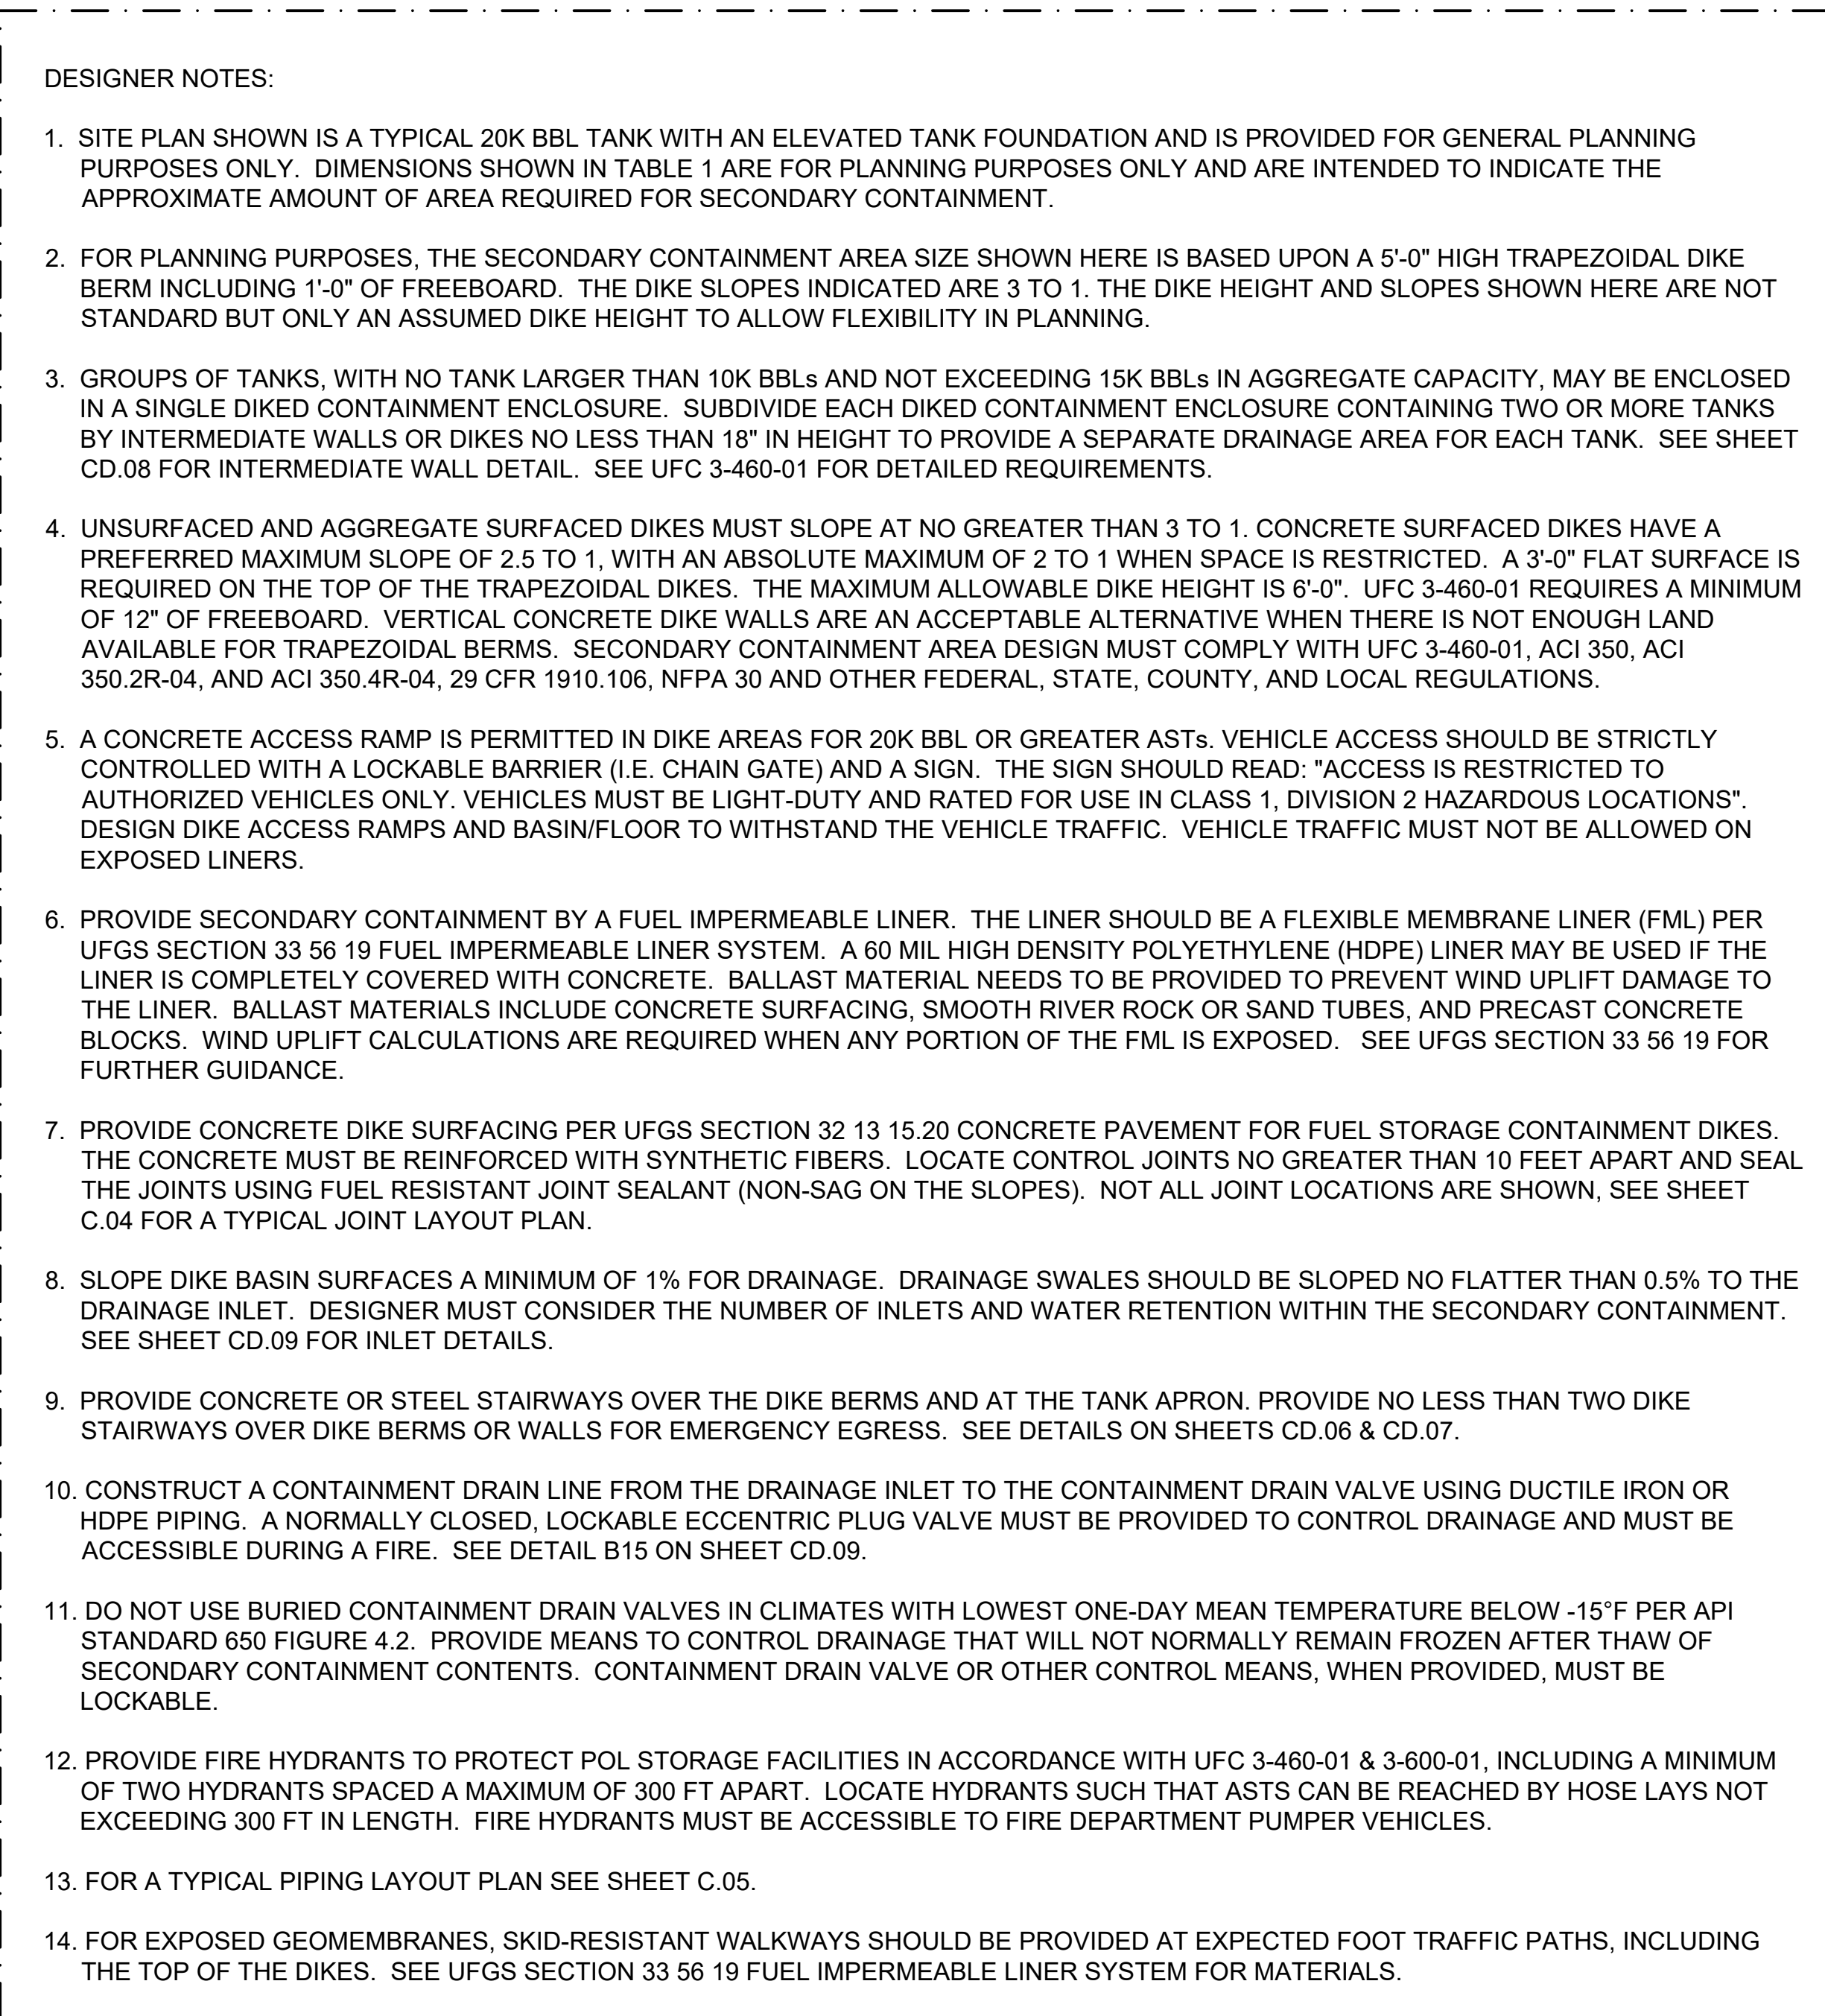 DESIGNER NOTES:
1. SITE PLAN SHOWN IS A TYPICAL 20K BBL TANK WITH AN ELEVATED TANK FOUNDATION AND IS PROVIDED FOR GENERAL PLANNING
PURPOSES ONLY. DIMENSIONS SHOWN IN TABLE 1 ARE FOR PLANNING PURPOSES ONLY AND ARE INTENDED TO INDICATE THE
APPROXIMATE AMOUNT OF AREA REQUIRED FOR SECONDARY CONTAINMENT.
2. FOR PLANNING PURPOSES, THE SECONDARY CONTAINMENT AREA SIZE SHOWN HERE IS BASED UPON A 5'-0" HIGH TRAPEZOIDAL DIKE
BERM INCLUDING 1'-0" OF FREEBOARD. THE DIKE SLOPES INDICATED ARE 3 TO 1. THE DIKE HEIGHT AND SLOPES SHOWN HERE ARE NOT
STANDARD BUT ONLY AN ASSUMED DIKE HEIGHT TO ALLOW FLEXIBILITY IN PLANNING.
3. GROUPS OF TANKS, WITH NO TANK LARGER THAN 10K BBLs AND NOT EXCEEDING 15K BBLs IN AGGREGATE CAPACITY, MAY BE ENCLOSED
IN A SINGLE DIKED CONTAINMENT ENCLOSURE. SUBDIVIDE EACH DIKED CONTAINMENT ENCLOSURE CONTAINING TWO OR MORE TANKS
BY INTERMEDIATE WALLS OR DIKES NO LESS THAN 18" IN HEIGHT TO PROVIDE A SEPARATE DRAINAGE AREA FOR EACH TANK. SEE SHEET
CD.08 FOR INTERMEDIATE WALL DETAIL. SEE UFC 3-460-01 FOR DETAILED REQUIREMENTS.
4. UNSURFACED AND AGGREGATE SURFACED DIKES MUST SLOPE AT NO GREATER THAN 3 TO 1. CONCRETE SURFACED DIKES HAVE A
PREFERRED MAXIMUM SLOPE OF 2.5 TO 1, WITH AN ABSOLUTE MAXIMUM OF 2 TO 1 WHEN SPACE IS RESTRICTED. A 3'-0" FLAT SURFACE IS
REQUIRED ON THE TOP OF THE TRAPEZOIDAL DIKES. THE MAXIMUM ALLOWABLE DIKE HEIGHT IS 6'-0". UFC 3-460-01 REQUIRES A MINIMUM
OF 12" OF FREEBOARD. VERTICAL CONCRETE DIKE WALLS ARE AN ACCEPTABLE ALTERNATIVE WHEN THERE IS NOT ENOUGH LAND
AVAILABLE FOR TRAPEZOIDAL BERMS. SECONDARY CONTAINMENT AREA DESIGN MUST COMPLY WITH UFC 3-460-01, ACI 350, ACI
350.2R-04, AND ACI 350.4R-04, 29 CFR 1910.106, NFPA 30 AND OTHER FEDERAL, STATE, COUNTY, AND LOCAL REGULATIONS.
5. A CONCRETE ACCESS RAMP IS PERMITTED IN DIKE AREAS FOR 20K BBL OR GREATER ASTs. VEHICLE ACCESS SHOULD BE STRICTLY
CONTROLLED WITH A LOCKABLE BARRIER (I.E. CHAIN GATE) AND A SIGN. THE SIGN SHOULD READ: "ACCESS IS RESTRICTED TO
AUTHORIZED VEHICLES ONLY. VEHICLES MUST BE LIGHT-DUTY AND RATED FOR USE IN CLASS 1, DIVISION 2 HAZARDOUS LOCATIONS".
DESIGN DIKE ACCESS RAMPS AND BASIN/FLOOR TO WITHSTAND THE VEHICLE TRAFFIC. VEHICLE TRAFFIC MUST NOT BE ALLOWED ON
EXPOSED LINERS.
6. PROVIDE SECONDARY CONTAINMENT BY A FUEL IMPERMEABLE LINER. THE LINER SHOULD BE A FLEXIBLE MEMBRANE LINER (FML) PER
UFGS SECTION 33 56 19 FUEL IMPERMEABLE LINER SYSTEM. A 60 MIL HIGH DENSITY POLYETHYLENE (HDPE) LINER MAY BE USED IF THE
LINER IS COMPLETELY COVERED WITH CONCRETE. BALLAST MATERIAL NEEDS TO BE PROVIDED TO PREVENT WIND UPLIFT DAMAGE TO
THE LINER. BALLAST MATERIALS INCLUDE CONCRETE SURFACING, SMOOTH RIVER ROCK OR SAND TUBES, AND PRECAST CONCRETE
BLOCKS. WIND UPLIFT CALCULATIONS ARE REQUIRED WHEN ANY PORTION OF THE FML IS EXPOSED. SEE UFGS SECTION 33 56 19 FOR
FURTHER GUIDANCE.
7. PROVIDE CONCRETE DIKE SURFACING PER UFGS SECTION 32 13 15.20 CONCRETE PAVEMENT FOR FUEL STORAGE CONTAINMENT DIKES.
THE CONCRETE MUST BE REINFORCED WITH SYNTHETIC FIBERS. LOCATE CONTROL JOINTS NO GREATER THAN 10 FEET APART AND SEAL
THE JOINTS USING FUEL RESISTANT JOINT SEALANT (NON-SAG ON THE SLOPES). NOT ALL JOINT LOCATIONS ARE SHOWN, SEE SHEET
C.04 FOR A TYPICAL JOINT LAYOUT PLAN.
8. SLOPE DIKE BASIN SURFACES A MINIMUM OF 1% FOR DRAINAGE. DRAINAGE SWALES SHOULD BE SLOPED NO FLATTER THAN 0.5% TO THE
DRAINAGE INLET. DESIGNER MUST CONSIDER THE NUMBER OF INLETS AND WATER RETENTION WITHIN THE SECONDARY CONTAINMENT.
SEE SHEET CD.09 FOR INLET DETAILS.
9. PROVIDE CONCRETE OR STEEL STAIRWAYS OVER THE DIKE BERMS AND AT THE TANK APRON. PROVIDE NO LESS THAN TWO DIKE
STAIRWAYS OVER DIKE BERMS OR WALLS FOR EMERGENCY EGRESS. SEE DETAILS ON SHEETS CD.06 & CD.07.
10. CONSTRUCT A CONTAINMENT DRAIN LINE FROM THE DRAINAGE INLET TO THE CONTAINMENT DRAIN VALVE USING DUCTILE IRON OR
HDPE PIPING. A NORMALLY CLOSED, LOCKABLE ECCENTRIC PLUG VALVE MUST BE PROVIDED TO CONTROL DRAINAGE AND MUST BE
ACCESSIBLE DURING A FIRE. SEE DETAIL B15 ON SHEET CD.09.
11. DO NOT USE BURIED CONTAINMENT DRAIN VALVES IN CLIMATES WITH LOWEST ONE-DAY MEAN TEMPERATURE BELOW -15°F PER API
STANDARD 650 FIGURE 4.2. PROVIDE MEANS TO CONTROL DRAINAGE THAT WILL NOT NORMALLY REMAIN FROZEN AFTER THAW OF
SECONDARY CONTAINMENT CONTENTS. CONTAINMENT DRAIN VALVE OR OTHER CONTROL MEANS, WHEN PROVIDED, MUST BE
LOCKABLE.
12. PROVIDE FIRE HYDRANTS TO PROTECT POL STORAGE FACILITIES IN ACCORDANCE WITH UFC 3-460-01 & 3-600-01, INCLUDING A MINIMUM
OF TWO HYDRANTS SPACED A MAXIMUM OF 300 FT APART. LOCATE HYDRANTS SUCH THAT ASTS CAN BE REACHED BY HOSE LAYS NOT
EXCEEDING 300 FT IN LENGTH. FIRE HYDRANTS MUST BE ACCESSIBLE TO FIRE DEPARTMENT PUMPER VEHICLES.
13. FOR A TYPICAL PIPING LAYOUT PLAN SEE SHEET C.05.
14. FOR EXPOSED GEOMEMBRANES, SKID-RESISTANT WALKWAYS SHOULD BE PROVIDED AT EXPECTED FOOT TRAFFIC PATHS, INCLUDING
THE TOP OF THE DIKES. SEE UFGS SECTION 33 56 19 FUEL IMPERMEABLE LINER SYSTEM FOR MATERIALS.